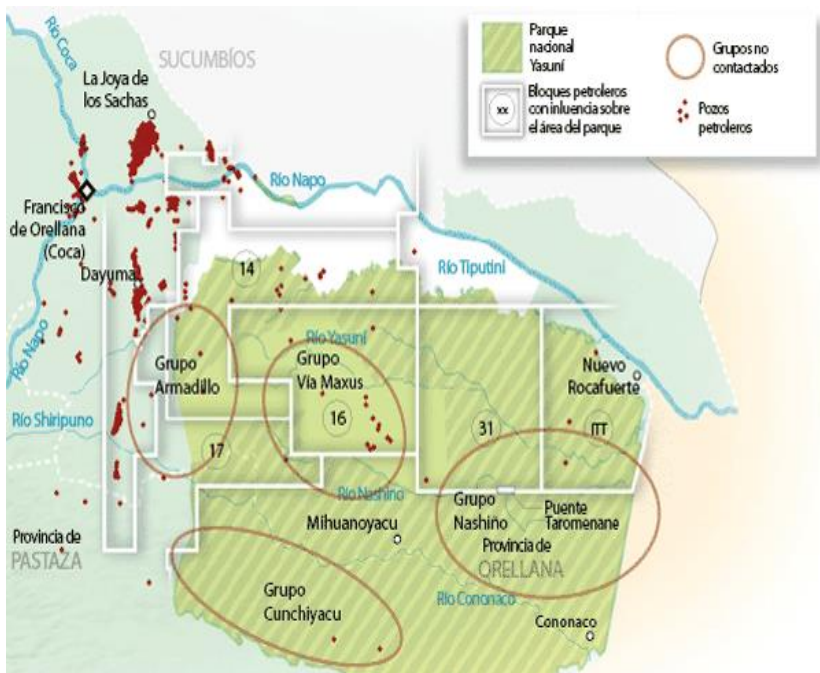 Río Coca
SUCUMBÍOS
La Joya de
los Sachas
Parque
nacional
Yasuní
Grupos no
contactados
xx
Bloques petroleros
con inluencia sobre
el área del parque
Pozos
petroleros
Río Napo
Francisco
de Orellana
(Coca)
Dayuma
14
Río Tiputini
Río Napo
Río Yasuní
Grupo
Armadillo
Grupo
Vía Maxus
Nuevo
Rocafuerte
Río Shiripuno
16
17
31
ITT
Río Nashiño
Grupo
Nashiño
Puente
Taromenane
Mihuanoyacu
Provincia de
ORELLANA
Provincia de
PASTAZA
Grupo
Cunchiyacu
Río Cononaco
Cononaco